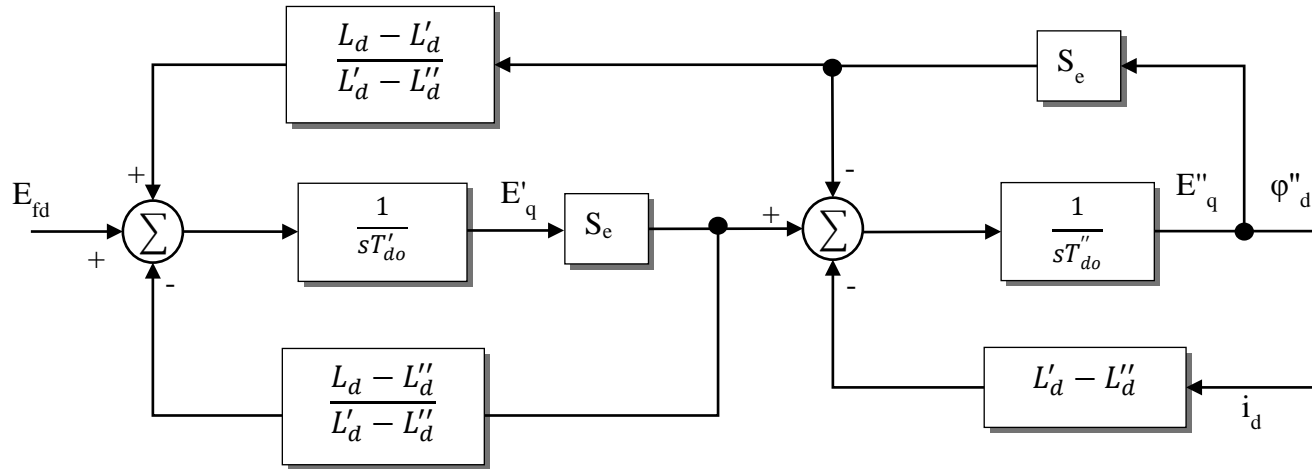 L_d − L'_d
L'_d − L''_d
S_e
+
-
E_fd
+
∑
1
sT'_do
E'_q
S_e
+
∑
1
sT''_do
E''_q
φ''_d
-
-
L_d − L''_d
L'_d − L''_d
L'_d − L''_d
i_d